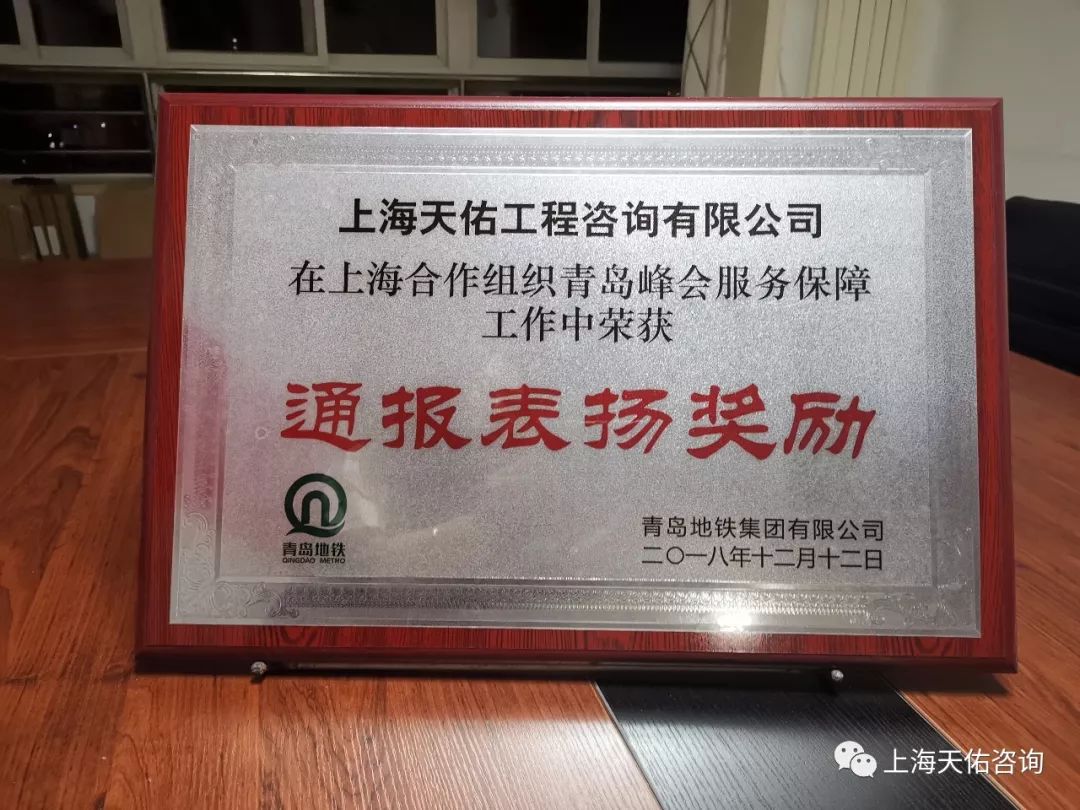 上海天佑工程咨询有限公司
在上海合作组织青岛峰会服务保障
工作中荣获
通报表扬奖励
青岛地铁
QINGDAO METRO
青岛地铁集团有限公司
二〇一八年十二月十二日
上海天佑咨询